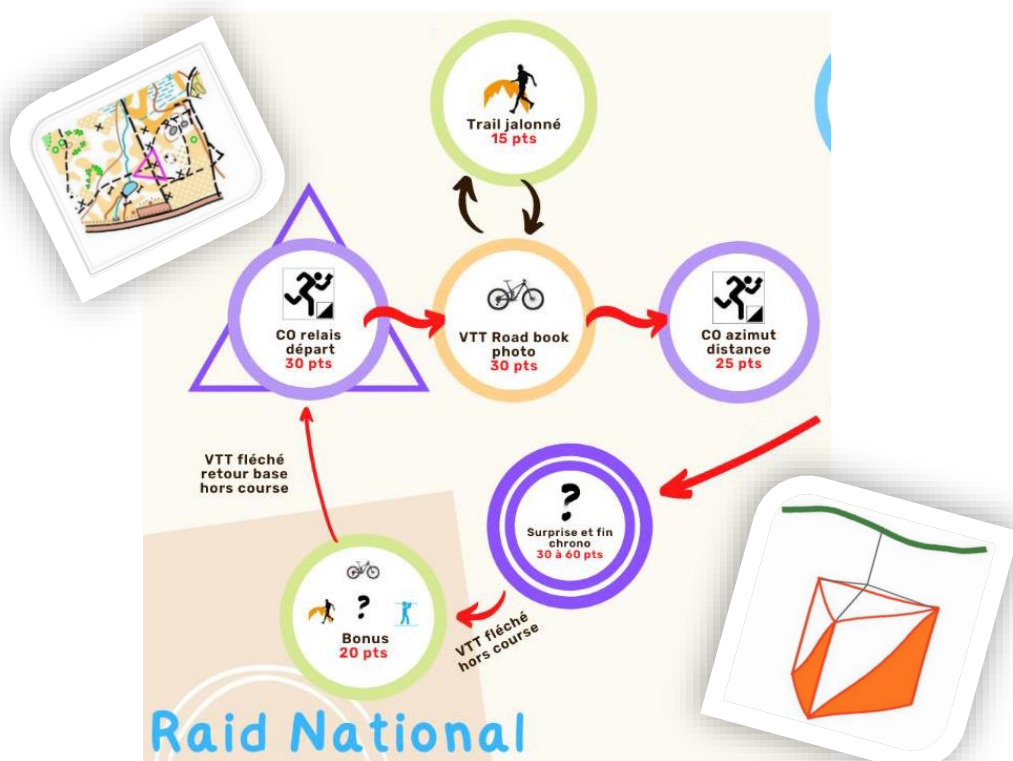 Trail jalonné
15 pts
CO relais
départ
30 pts
VTT Road book
photo
30 pts
CO azimut
distance
25 pts
VTT fléché
retour base
hors course
?
Surprise et fin
chrono
30 à 60 pts
?
Bonus
20 pts
VTT fléché
hors course
Raid National